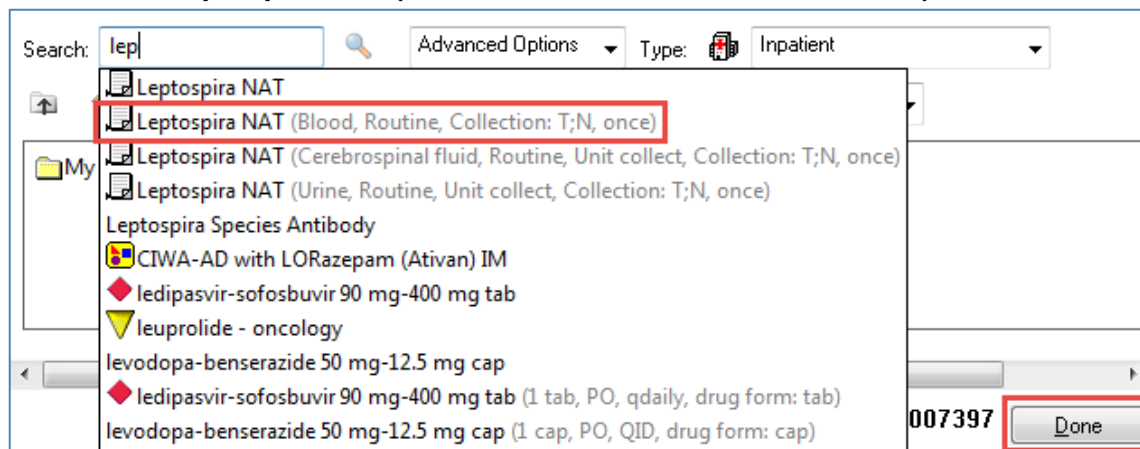 Search: lep Advanced Options Type: Inpatient
Leptospira NAT
Leptospira NAT (Blood, Routine, Collection: T;N, once)
My Leptospira NAT (Cerebrospinal fluid, Routine, Unit collect, Collection: T;N, once)
Leptospira NAT (Urine, Routine, Unit collect, Collection: T;N, once)
Leptospira Species Antibody
CIWA-AD with LORazepam (Ativan) IM
ledipasvir-sofosbuvir 90 mg-400 mg tab
leuprolide - oncology
levodopa-benserazide 50 mg-12.5 mg cap
ledipasvir-sofosbuvir 90 mg-400 mg tab (1 tab, PO, qdaily, drug form: tab)
levodopa-benserazide 50 mg-12.5 mg cap (1 cap, PO, QID, drug form: cap)
007397 Done